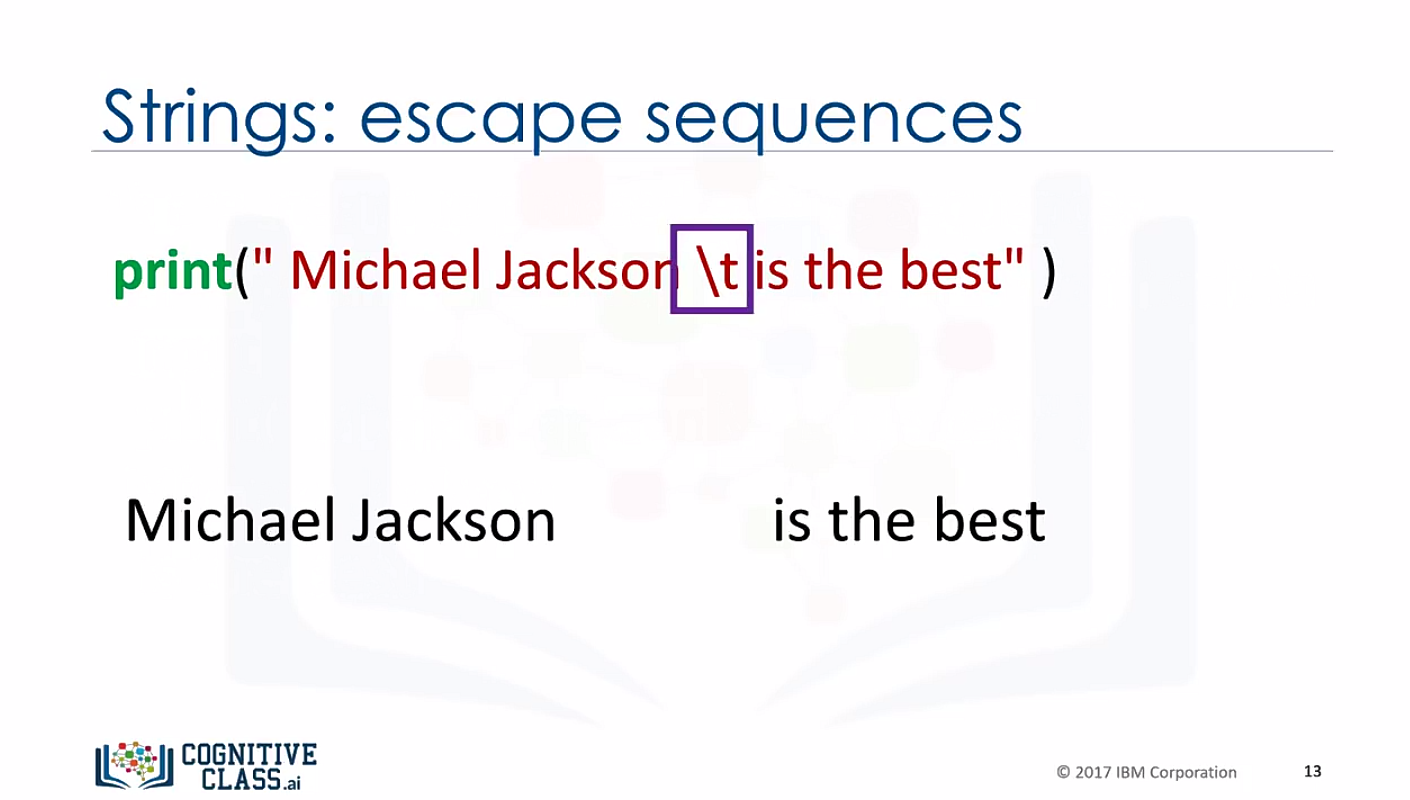 Strings: escape sequences
print(" Michael Jackson \t is the best" )
Michael Jackson is the best
COGNITIVE
CLASS.ai
© 2017 IBM Corporation 13